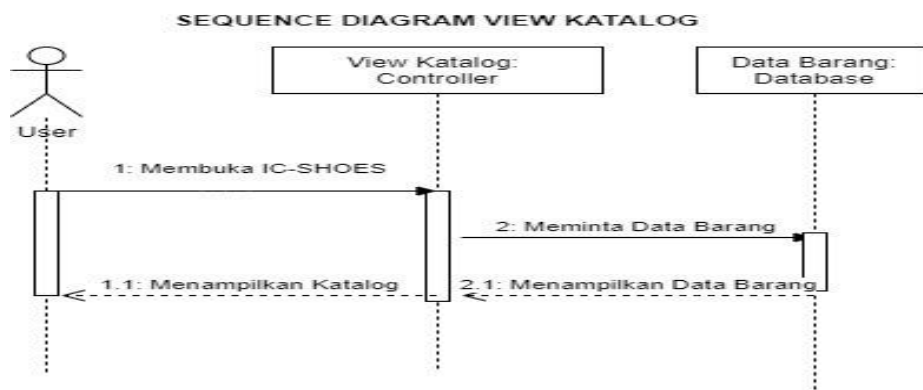 SEQUENCE DIAGRAM VIEW KATALOG
View Katalog:
Controller
Data Barang:
Database
User
1: Membuka IC-SHOES
2: Meminta Data Barang
1.1: Menampilkan Katalog
2.1: Menampilkan Data Barang